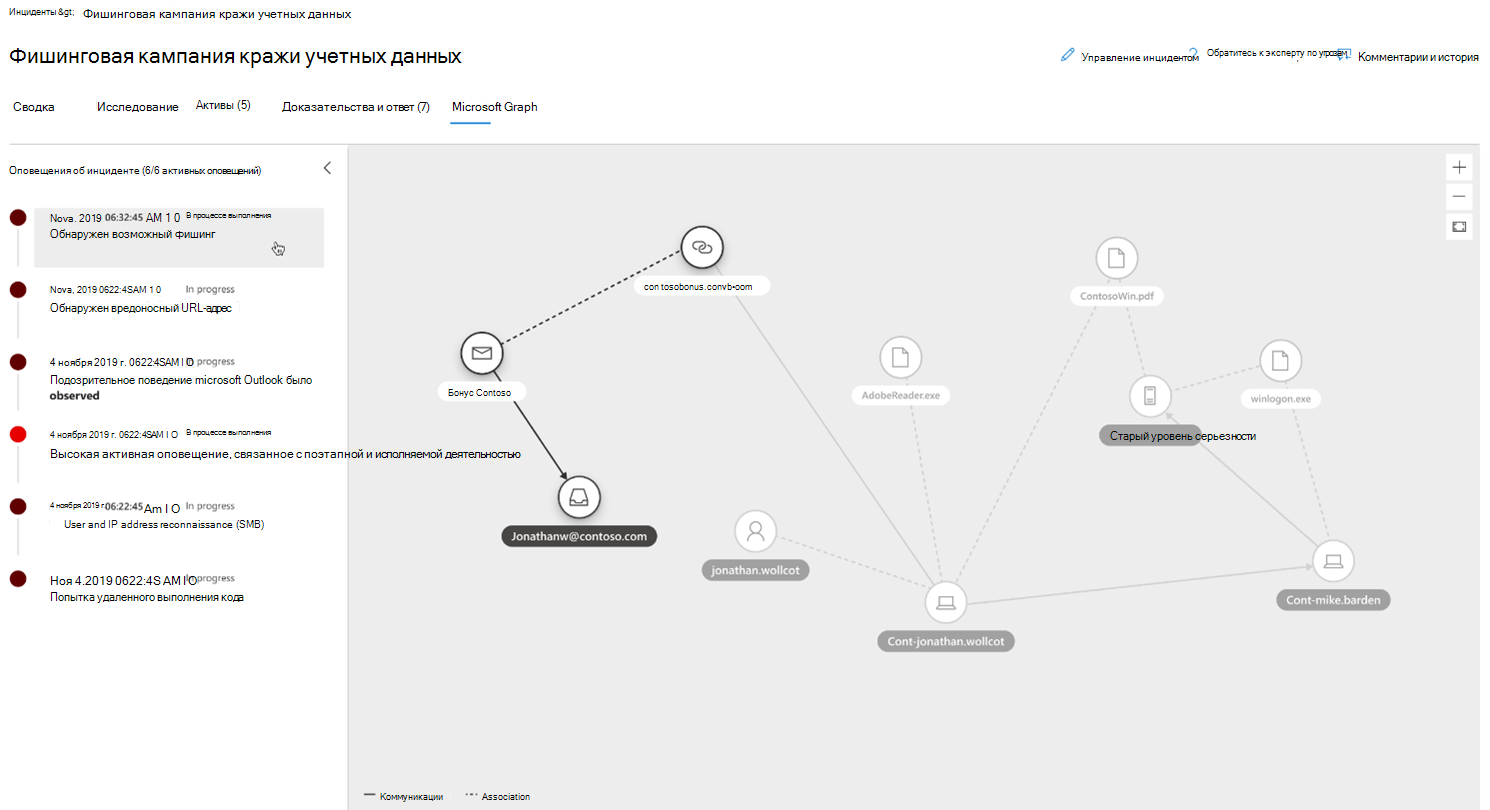 Инциденты &gt; Фишинговая кампания кражи учетных данных
Фишинговая кампания кражи учетных данных
Управление инцидентом
Обратитесь к эксперту по угрозам.
Комментарии и история
Сводка Исследование Активы (5) Доказательства и ответ (7) Microsoft Graph
Оповещения об инциденте (6/6 активных оповещений)
Nova. 2019 06:32:45 AM 1 0 В процессе выполнения
Обнаружен возможный фишинг
Nova, 2019 0622:4SAM 1 0 In progress
Обнаружен вредоносный URL-адрес
4 ноября 2019 г. 0622:4SAM I O progress
Подозрительное поведение microsoft Outlook было
observed
4 ноября 2019 г. 0622:4SAM I O В процессе выполнения
Высокая активная оповещение, связанное с поэтапной и исполняемой деятельностью
4 ноября 2019 г. 06:22:45 Am I O In progress
User and IP address reconnaissance (SMB)
Ноя 4.2019 0622:4S AM I O progress
Попытка удаленного выполнения кода
contosobonus.convb-oom
ContosoWin.pdf
Бонус Contoso
AdobeReader.exe
winlogon.exe
Старый уровень серьезности
Jonathanw@contoso.com
jonathan.wollcot
Cont-mike.barden
Cont-jonathan.wollcot
Коммуникации Association